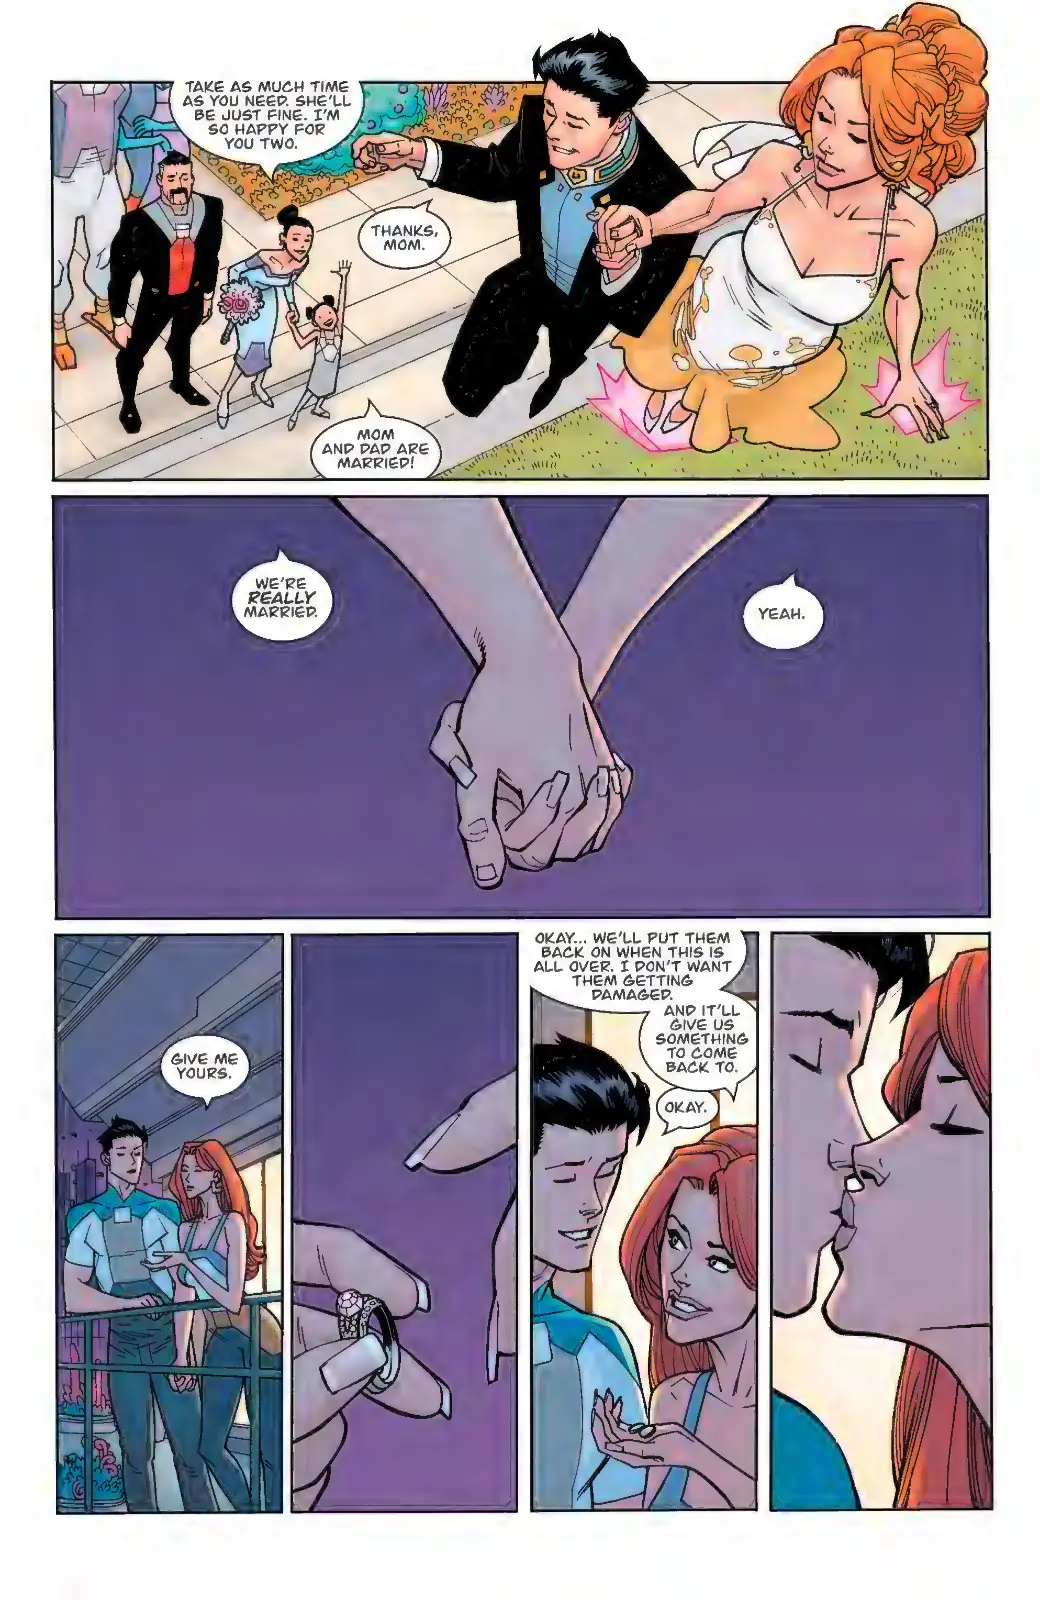 TAKE AS MUCH TIME
AS YOU NEED. SHE'LL
BE JUST FINE. I'M
SO HAPPY FOR
YOU TWO.
THANKS,
MOM.
MOM
AND DAD ARE
MARRIED!
WE'RE
REALLY
MARRIED.
YEAH.
GIVE ME
YOURS.
OKAY... WE'LL PUT THEM
BACK ON WHEN THIS IS
ALL OVER. I DON'T WANT
THEM GETTING
DAMAGED.
AND IT'LL
GIVE US
SOMETHING
TO COME
BACK TO.
OKAY.